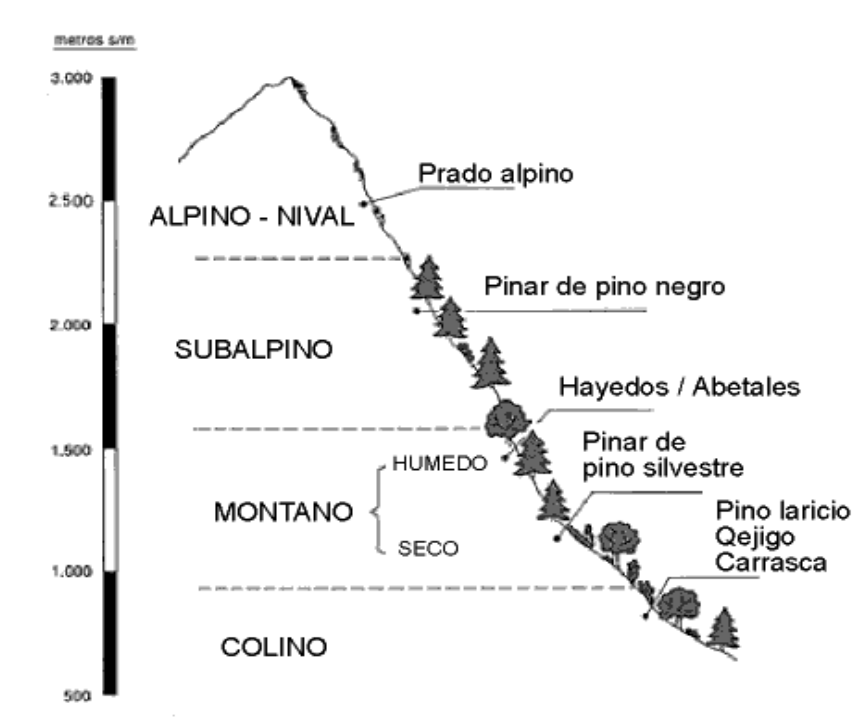 metros s/m
3.000
Prado alpino
2.500
ALPINO - NIVAL
Pinar de pino negro
2.000
SUBALPINO
Hayedos / Abetales
1.500
HUMEDO
Pinar de
pino silvestre
MONTANO
Pino laricio
Qejigo
Carrasca
SECO
1.000
COLINO
500